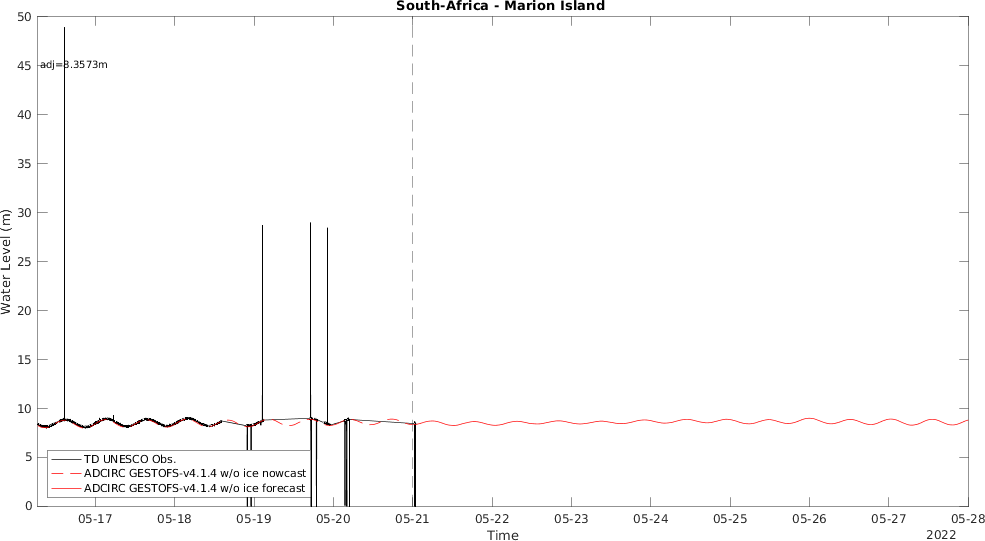 South-Africa - Marion Island
50
45
40
35
30
25
20
15
10
5
0
Water Level (m)
adj=8.3573m
TD UNESCO Obs.
ADCIRC GESTOFS-v4.1.4 w/o ice nowcast
ADCIRC GESTOFS-v4.1.4 w/o ice forecast
05-17 05-18 05-19 05-20 05-21 05-22 05-23 05-24 05-25 05-26 05-27 05-28
Time
2022